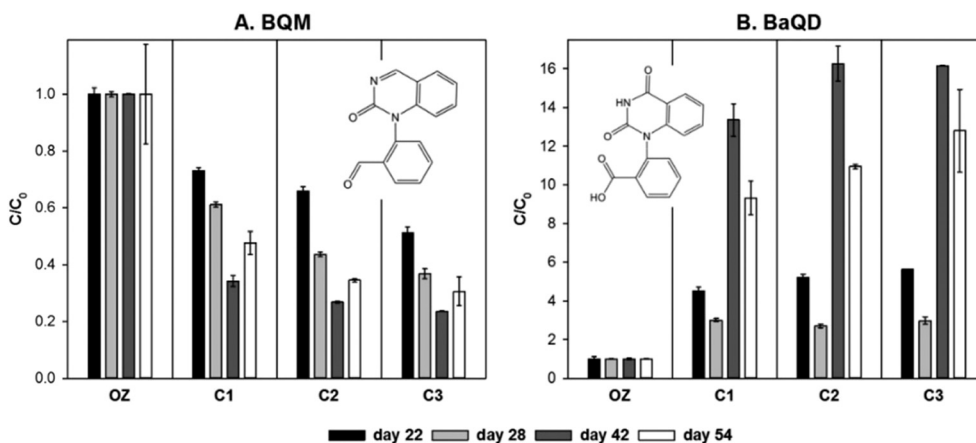 A. BQM
B. BaQD
C/C0
1.0
0.8
0.6
0.4
0.2
0.0
N
O
N
O
OZ
C1
C2
C3
C/C0
16
14
12
10
8
6
4
2
0
O
HN
O
N
O
HO
OZ
C1
C2
C3
day 22
day 28
day 42
day 54